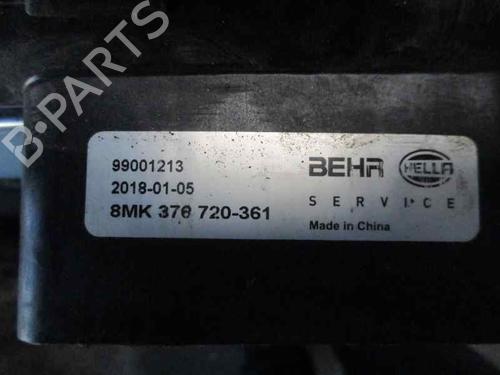 B-PARTS
99001213
2018-01-05
8MK 376 720-361
BEHR HELLA
SERVICE
Made in China